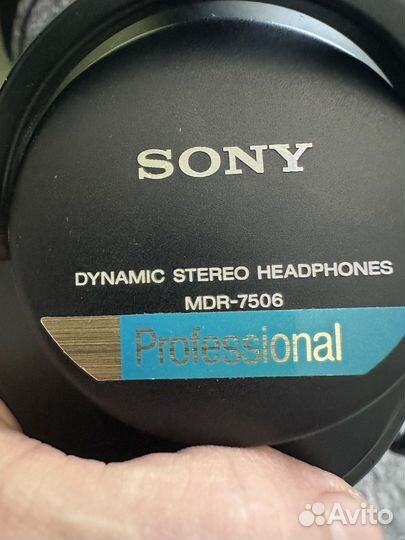 SONY
DYNAMIC STEREO HEADPHONES
MDR-7506
Professional
Avito